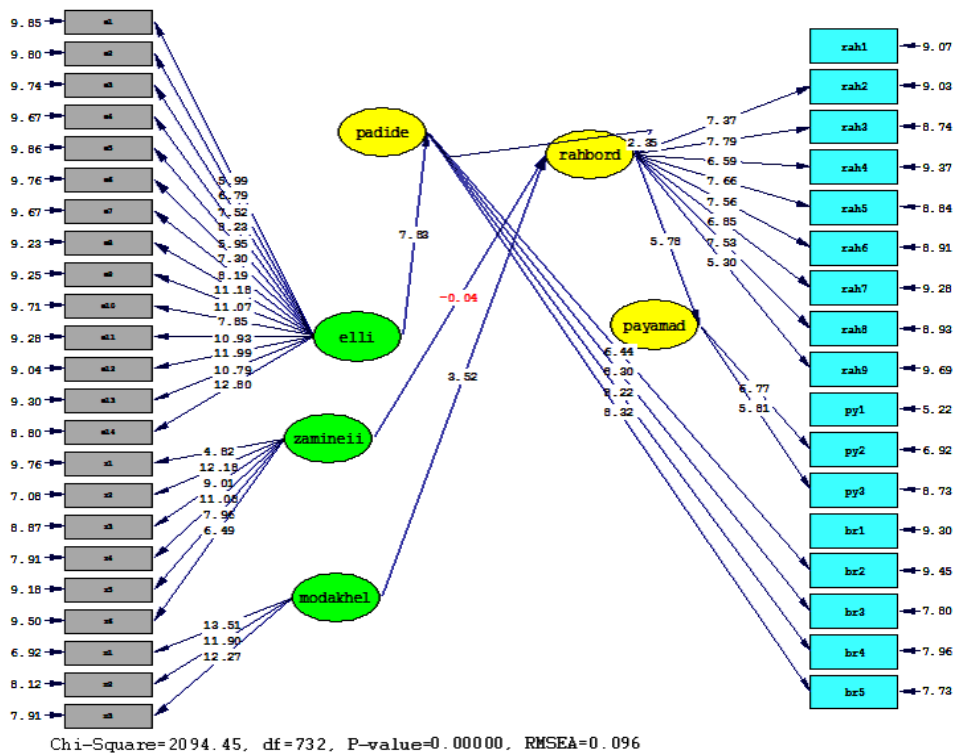 9.85
9.80
9.74
9.67
9.86
9.76
9.67
9.23
9.25
9.71
9.28
9.04
9.30
8.80
9.76
7.08
8.87
7.91
9.18
9.50
6.92
8.12
7.91
5.99
6.79
7.52
8.23
5.95
7.30
8.19
11.18
11.07
7.85
10.93
11.99
10.79
12.80
4.82
12.18
9.01
11.08
7.96
6.49
13.51
11.90
12.27
padide
elli
zamineii
modakhel
7.83
-0.04
3.52
2.35
rahbord
payamad
5.78
7.37
7.79
6.59
7.66
7.56
6.85
7.53
5.30
6.77
5.81
6.44
8.30
8.22
8.32
rah1 9.07
rah2 9.03
rah3 8.74
rah4 9.37
rah5 8.84
rah6 8.91
rah7 9.28
rah8 8.93
rah9 9.69
py1 5.22
py2 6.92
py3 8.73
br1 9.30
br2 9.45
br3 7.80
br4 7.96
br5 7.73
Chi-Square=2094.45, df=732, P-value=0.00000, RMSEA=0.096